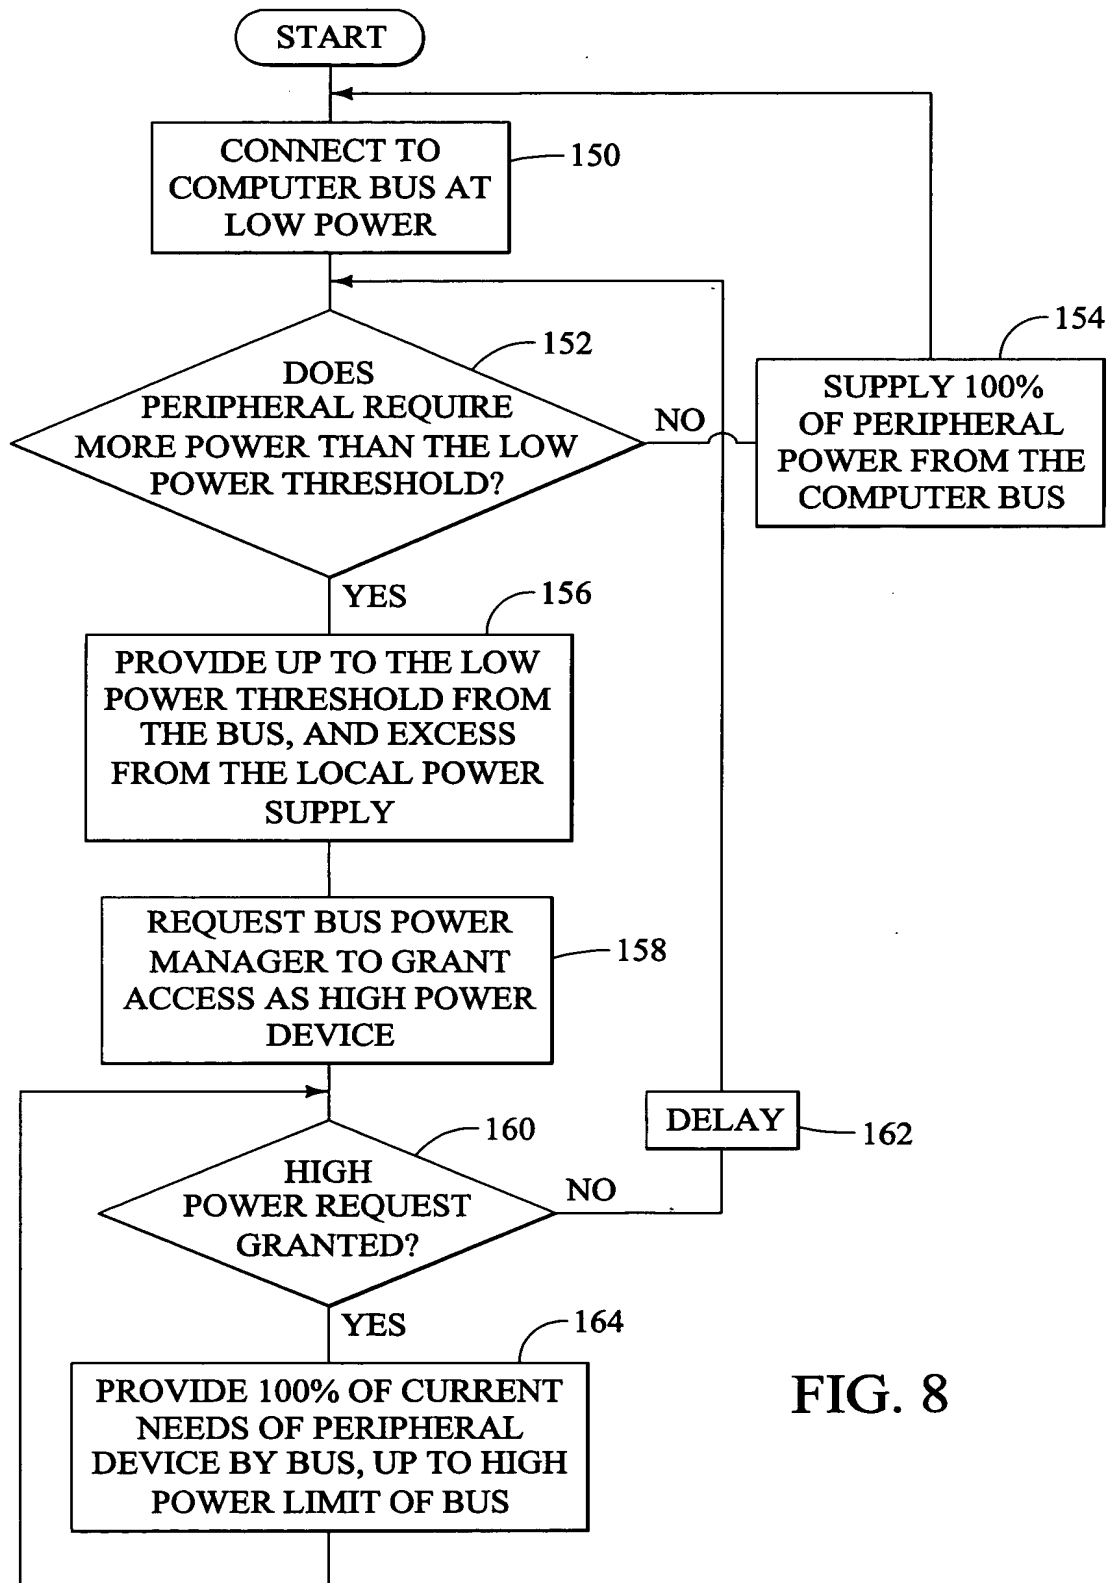 START
CONNECT TO
COMPUTER BUS AT
LOW POWER
150
DOES
PERIPHERAL REQUIRE
MORE POWER THAN THE LOW
POWER THRESHOLD?
152
NO
154
SUPPLY 100%
OF PERIPHERAL
POWER FROM THE
COMPUTER BUS
YES
156
PROVIDE UP TO THE LOW
POWER THRESHOLD FROM
THE BUS, AND EXCESS
FROM THE LOCAL POWER
SUPPLY
REQUEST BUS POWER
MANAGER TO GRANT
ACCESS AS HIGH POWER
DEVICE
158
DELAY
162
160
HIGH
POWER REQUEST
GRANTED?
NO
YES
164
PROVIDE 100% OF CURRENT
NEEDS OF PERIPHERAL
DEVICE BY BUS, UP TO HIGH
POWER LIMIT OF BUS
FIG. 8